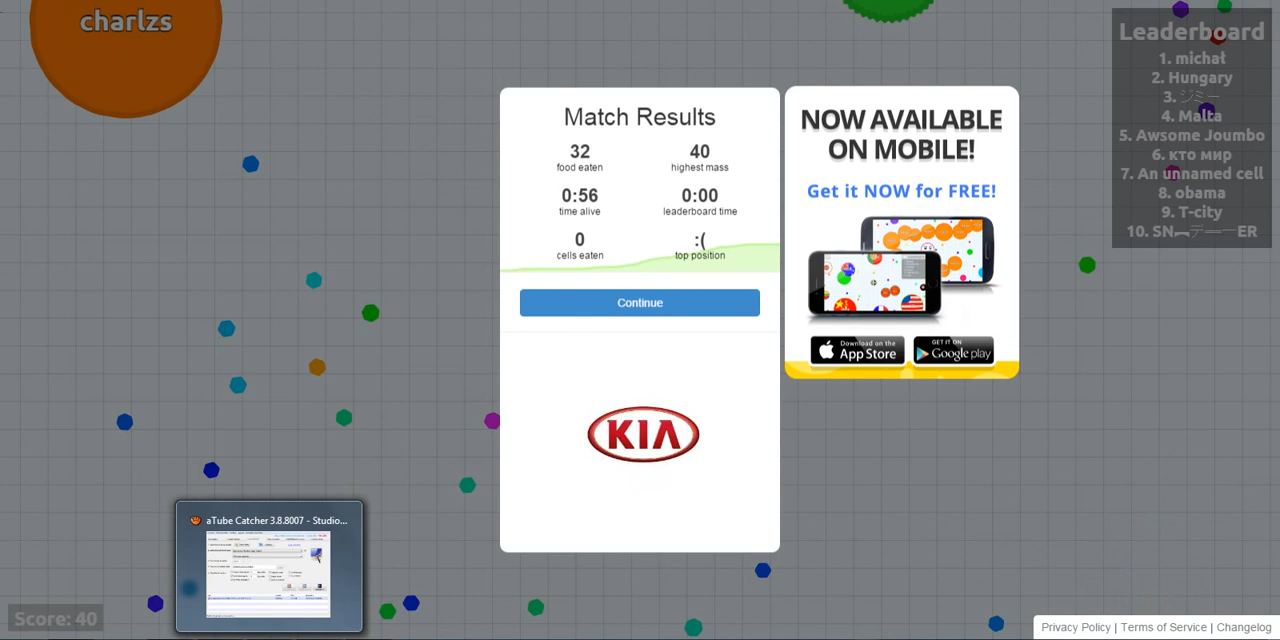 charlzs
Leaderboard
1. michał
2. Hungary
3. ジミー
4. Malta
5. Awsome Joumbo
6. кто мир
7. An unnamed cell
8. obama
9. T-city
10. SN︻デ═一ER
Match Results
32
food eaten
40
highest mass
0:56
time alive
0:00
leaderboard time
0
cells eaten
:(
top position
Continue
KIA
NOW AVAILABLE
ON MOBILE!
Get it NOW for FREE!
Download on the
App Store
GET IT ON
Google play
aTube Catcher 3.8.8007 - Studio...
Score: 40
Privacy Policy | Terms of Service | Changelog